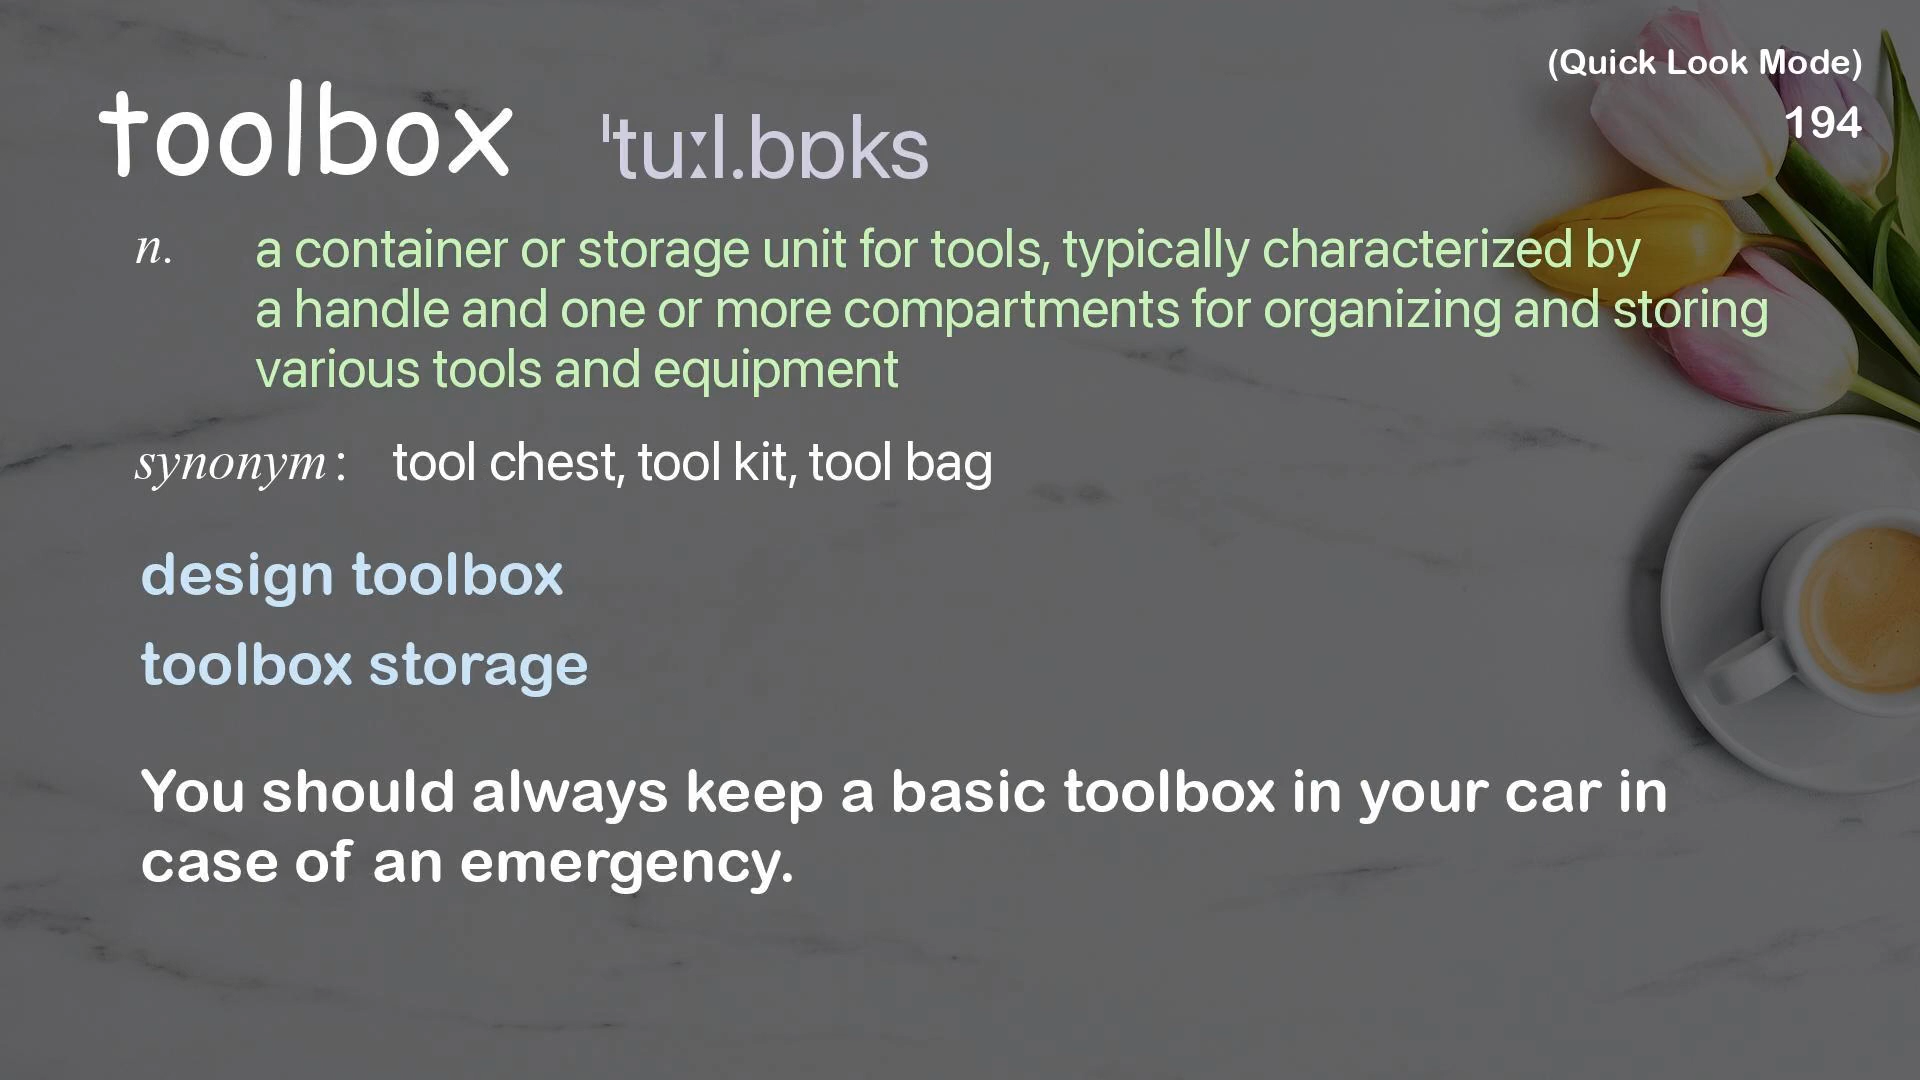 (Quick Look Mode)
194
toolbox ˈtuːl.bɒks
n. a container or storage unit for tools, typically characterized by
a handle and one or more compartments for organizing and storing
various tools and equipment
synonym: tool chest, tool kit, tool bag
design toolbox
toolbox storage
You should always keep a basic toolbox in your car in
case of an emergency.